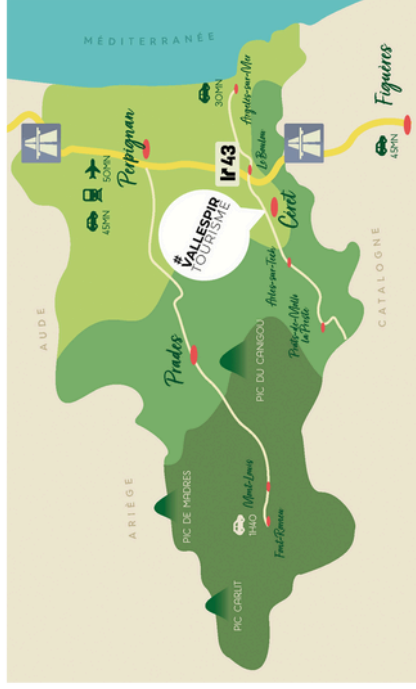 MÉDITERRANÉE
AUDE
ARIÈGE
CATALOGNE
Perpignan
45MN
50MN
Argelès-sur-Mer
30MN
Le Boulou
Ir 43
#
VALLESPIR
TOURISME
Céret
Figuères
45MN
Arles-sur-Tech
Prats-de-Mollo
la Preste
Prades
PIC DU CANIGOU
PIC DE MADRES
PIC CARLIT
Mont-Louis
1H40
Font-Romeu